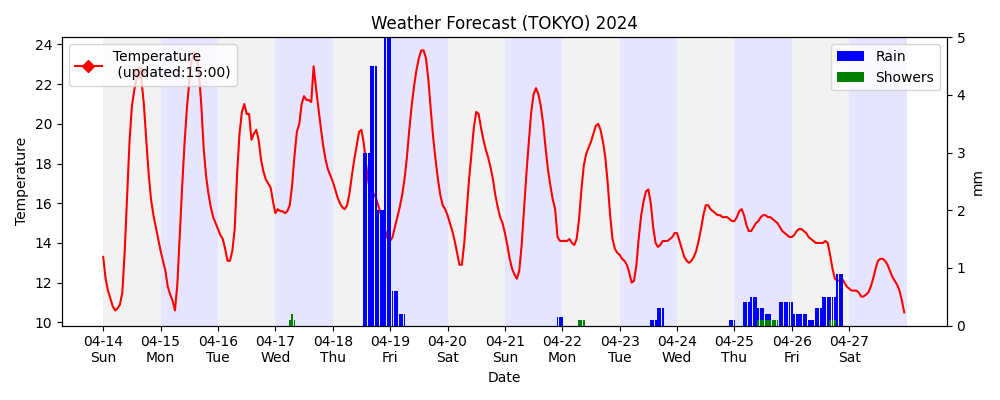 Weather Forecast (TOKYO) 2024
Temperature
(updated:15:00)
Rain
Showers
Temperature
24
22
20
18
16
14
12
10
5
4
3
2
1
0
mm
04-14 04-15 04-16 04-17 04-18 04-19 04-20 04-21 04-22 04-23 04-24 04-25 04-26 04-27
Sun Mon Tue Wed Thu Fri Sat Sun Mon Tue Wed Thu Fri Sat
Date